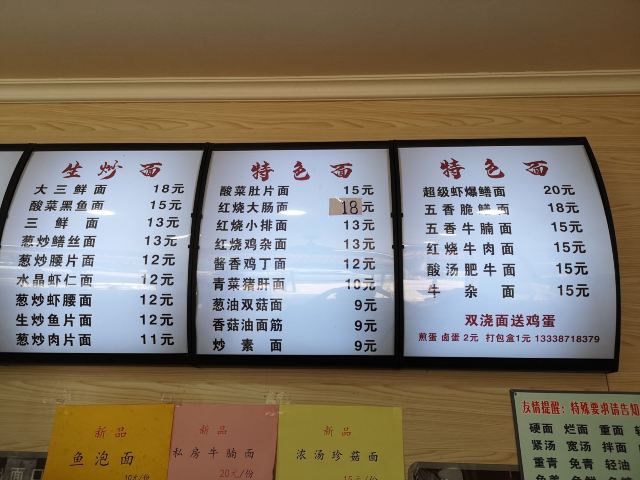 生炒面
大三鲜面 18元
酸菜黑鱼面 15元
三鲜面 13元
葱炒鳝丝面 13元
葱炒腰片面 12元
水晶虾仁面 12元
葱炒虾腰面 12元
生炒鱼片面 12元
葱炒肉片面 11元
特色面
酸菜肚片面 15元
红烧大肠面 18元
红烧小排面 13元
红烧鸡杂面 13元
酱香鸡丁面 12元
青菜猪肝面 10元
葱油双菇面 9元
香菇油面筋 9元
炒素面 9元
特色面
超级虾爆鳝面 20元
五香脆鳝面 18元
五香牛腩面 15元
红烧牛肉面 15元
酸汤肥牛面 15元
牛杂面 15元
双浇面送鸡蛋
煎蛋 卤蛋 2元 打包盒1元 13338718379
新品
鱼泡面
新品
私房牛腩面
20元/份
新品
浓汤珍菇面
15元/份
友情提醒：特殊要求请告知
硬面 烂面 重面 轻
紧汤 宽汤 拌面
重青 免青 轻油